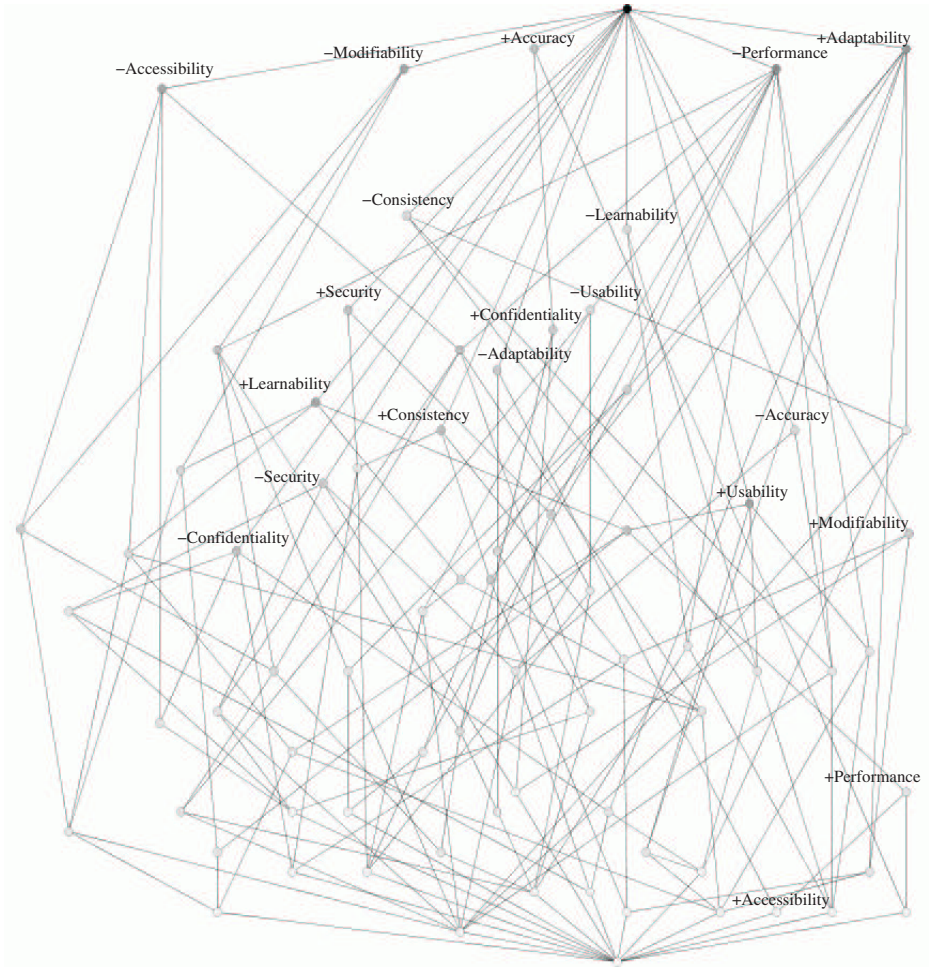 +Adaptability
+Accuracy
−Modifiability
−Performance
−Accessibility
−Consistency
−Learnability
+Security
−Usability
+Confidentiality
−Adaptability
+Learnability
+Consistency
−Accuracy
−Security
+Usability
+Modifiability
−Confidentiality
+Performance
+Accessibility